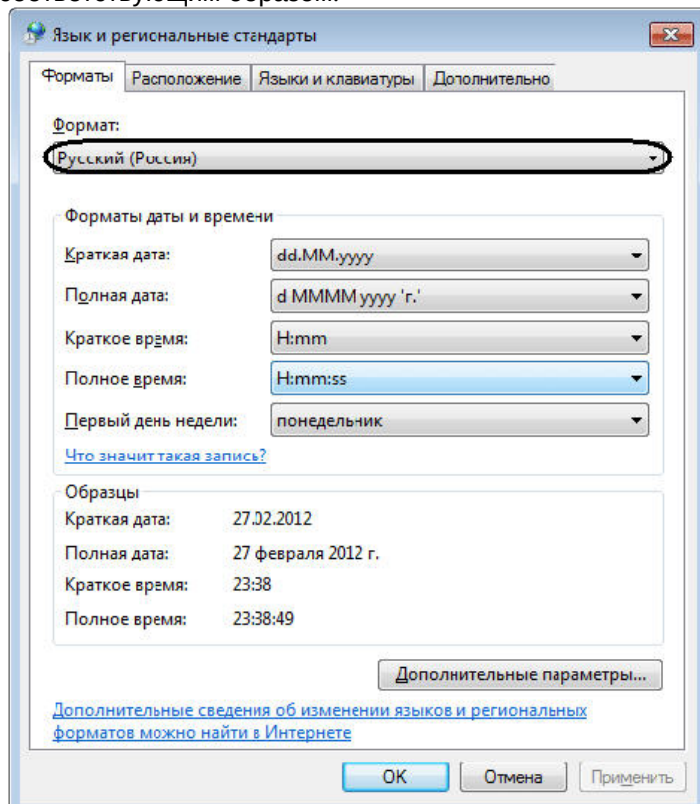 соответствующим образом.
Язык и региональные стандарты
Форматы Расположение Языки и клавиатуры Дополнительно
Формат:
Русский (Россия)
Форматы даты и времени
Краткая дата: dd.MM.yyyy
Полная дата: d MMMM yyyy 'г.'
Краткое время: H:mm
Полное время: H:mm:ss
Первый день недели: понедельник
Что значит такая запись?
Образцы
Краткая дата: 27.02.2012
Полная дата: 27 февраля 2012 г.
Краткое время: 23:38
Полное время: 23:38:49
Дополнительные параметры...
Дополнительные сведения об изменении языков и региональных
форматов можно найти в Интернете
ОК Отмена Применить